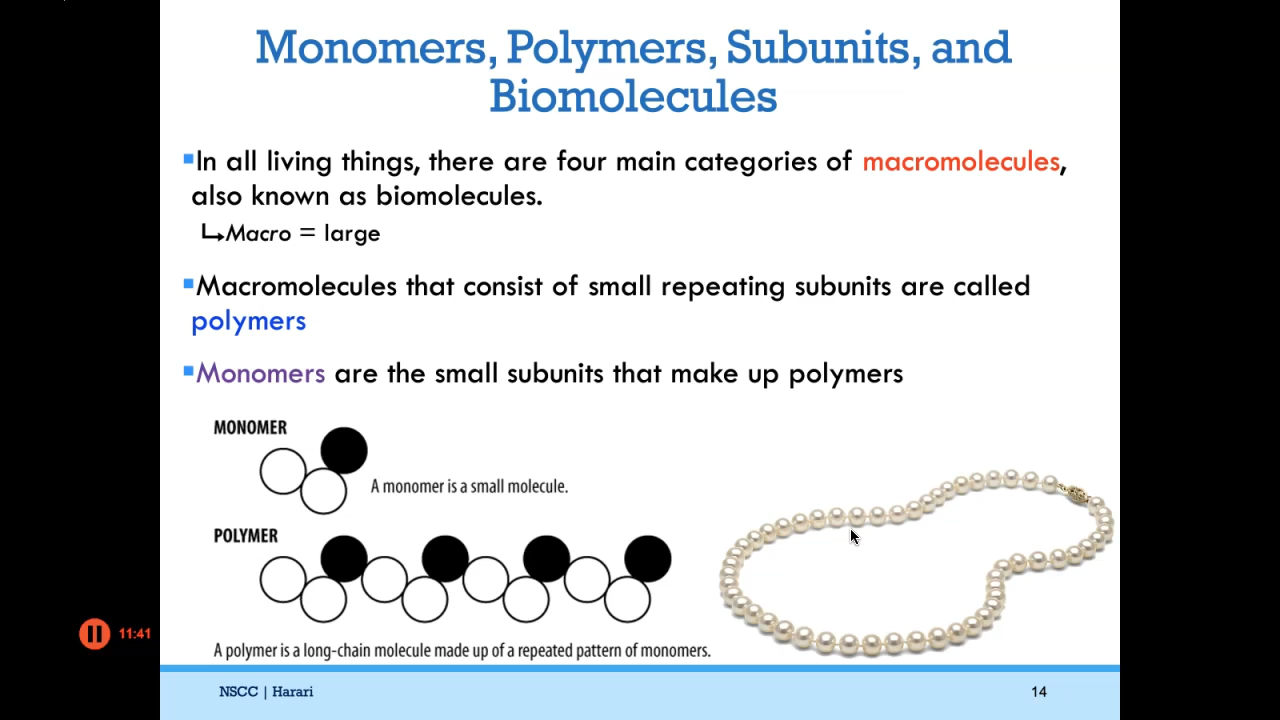 Monomers, Polymers, Subunits, and
Biomolecules
▪In all living things, there are four main categories of macromolecules,
also known as biomolecules.
↳Macro = large
▪Macromolecules that consist of small repeating subunits are called
polymers
▪Monomers are the small subunits that make up polymers
MONOMER
A monomer is a small molecule.
POLYMER
A polymer is a long-chain molecule made up of a repeated pattern of monomers.
11:41
NSCC | Harari
14